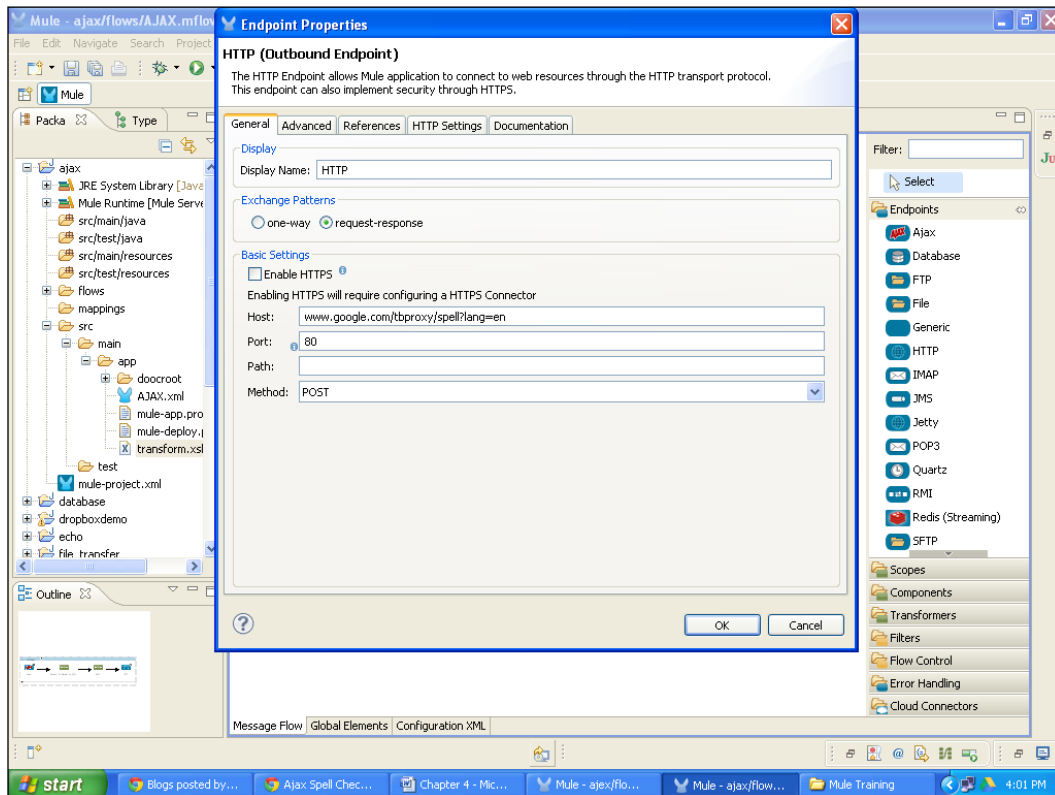 Mule - ajax/flows/AJAX.mflow
File Edit Navigate Search Project
Mule
Packa
Type
ajax
JRE System Library [Java
Mule Runtime [Mule Serve
src/main/java
src/test/java
src/main/resources
src/test/resources
flows
mappings
src
main
app
doocroot
AJAX.xml
mule-app.pro
mule-deploy.p
transform.xsl
test
mule-project.xml
database
dropboxdemo
echo
file_transfer
Outline
Endpoint Properties
HTTP (Outbound Endpoint)
The HTTP Endpoint allows Mule application to connect to web resources through the HTTP transport protocol.
This endpoint can also implement security through HTTPS.
General Advanced References HTTP Settings Documentation
Display
Display Name: HTTP
Exchange Patterns
one-way request-response
Basic Settings
Enable HTTPS
Enabling HTTPS will require configuring a HTTPS Connector
Host: www.google.com/tbproxy/spell?lang=en
Port: 80
Path:
Method: POST
OK Cancel
Message Flow Global Elements Configuration XML
Filter:
Select
Endpoints
Ajax
Database
FTP
File
Generic
HTTP
IMAP
JMS
Jetty
POP3
Quartz
RMI
Redis (Streaming)
SFTP
Scopes
Components
Transformers
Filters
Flow Control
Error Handling
Cloud Connectors
Ju
start
Blogs posted by...
Ajax Spell Chec...
Chapter 4 - Mic...
Mule - ajex/flo...
Mule - ajax/flow...
Mule Training
4:01 PM